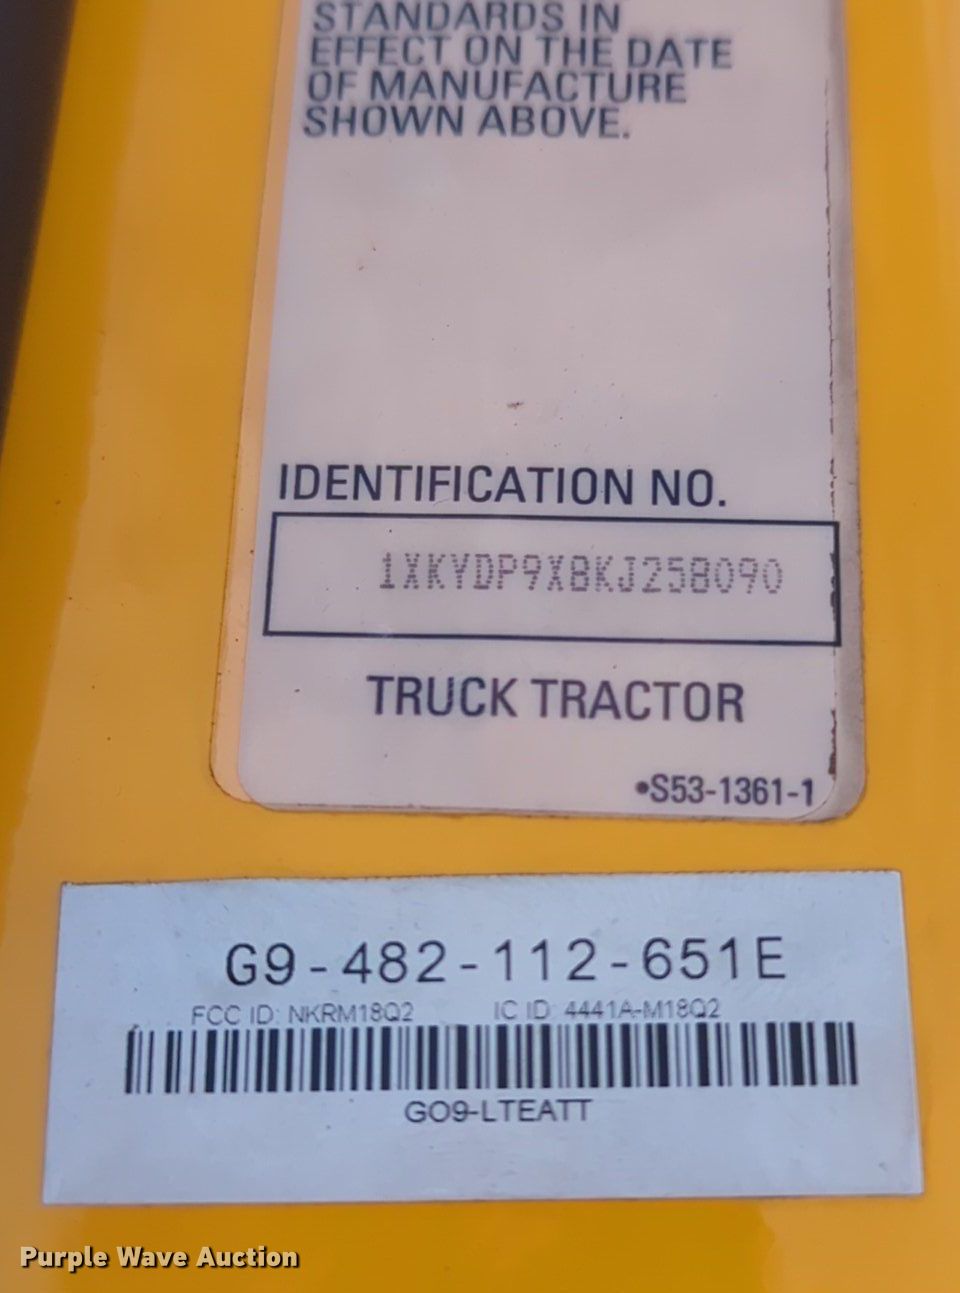 STANDARDS IN
EFFECT ON THE DATE
OF MANUFACTURE
SHOWN ABOVE.
IDENTIFICATION NO.
1XKYDP9X8KJ258090
TRUCK TRACTOR
•S53-1361-1
G9-482-112-651E
FCC ID: NKRM18Q2 IC ID: 4441A-M18Q2
GO9-LTEATT
Purple Wave Auction